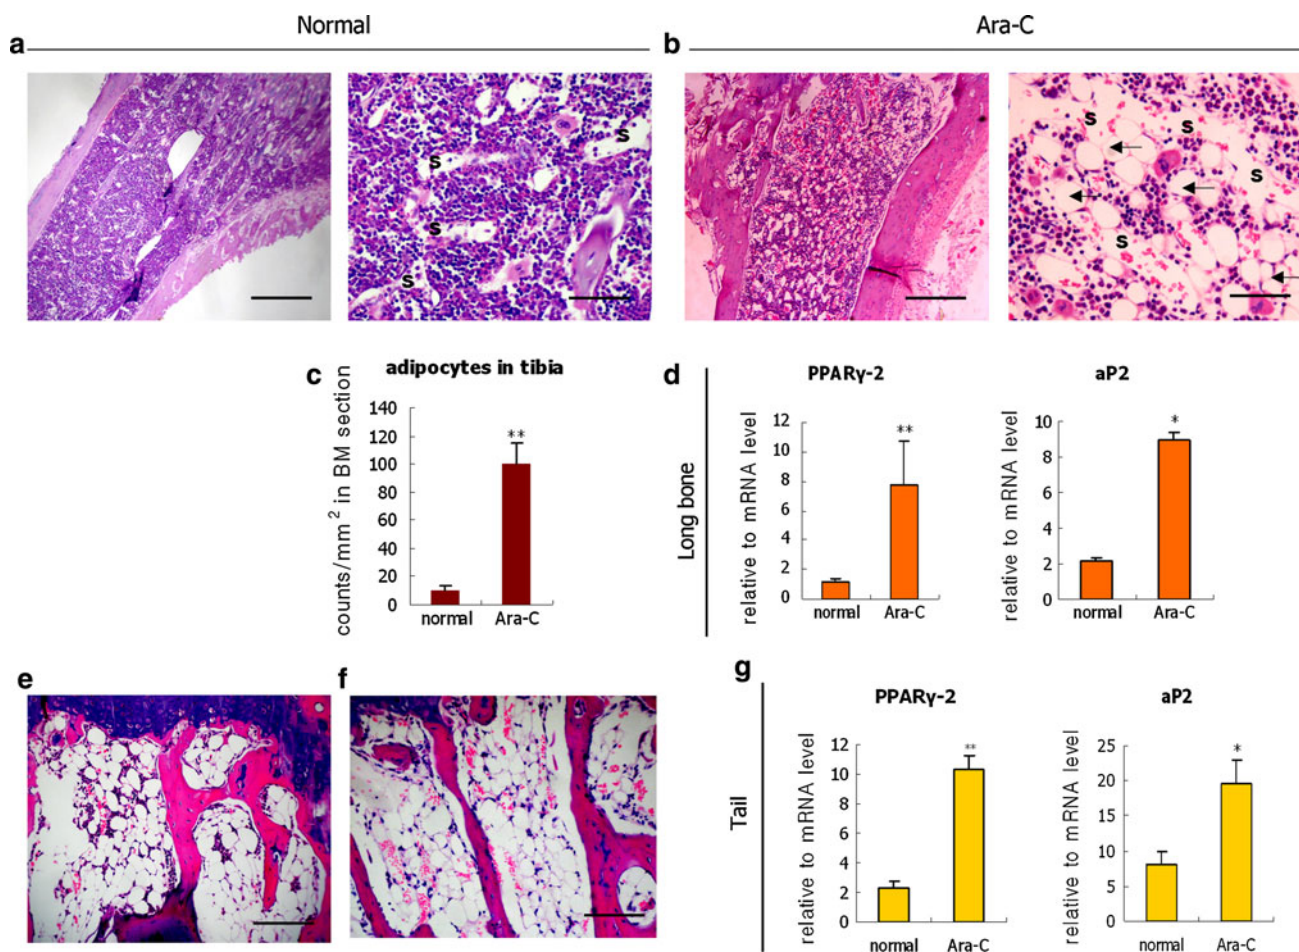 Normal
Ara-C
a
b
s
s
s
s
s
s
s
s
c
adipocytes in tibia
counts/mm² in BM section
140
120
100
80
60
40
20
0
**
normal Ara-C
d
Long bone
PPARγ-2
relative to mRNA level
12
10
8
6
4
2
0
**
normal Ara-C
aP2
relative to mRNA level
10
8
6
4
2
0
*
normal Ara-C
e
f
g
Tail
PPARγ-2
relative to mRNA level
12
10
8
6
4
2
0
**
normal Ara-C
aP2
relative to mRNA level
25
20
15
10
5
0
*
normal Ara-C